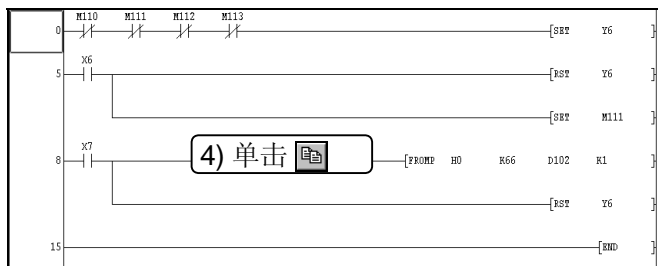 M110 M111 M112 M113
0 [SET Y6 ]
X6
5 [RST Y6 ]
[SET M111 ]
X7
8 4) 单击 [FROMP H0 K66 D102 K1 ]
[RST Y6 ]
15 [END ]